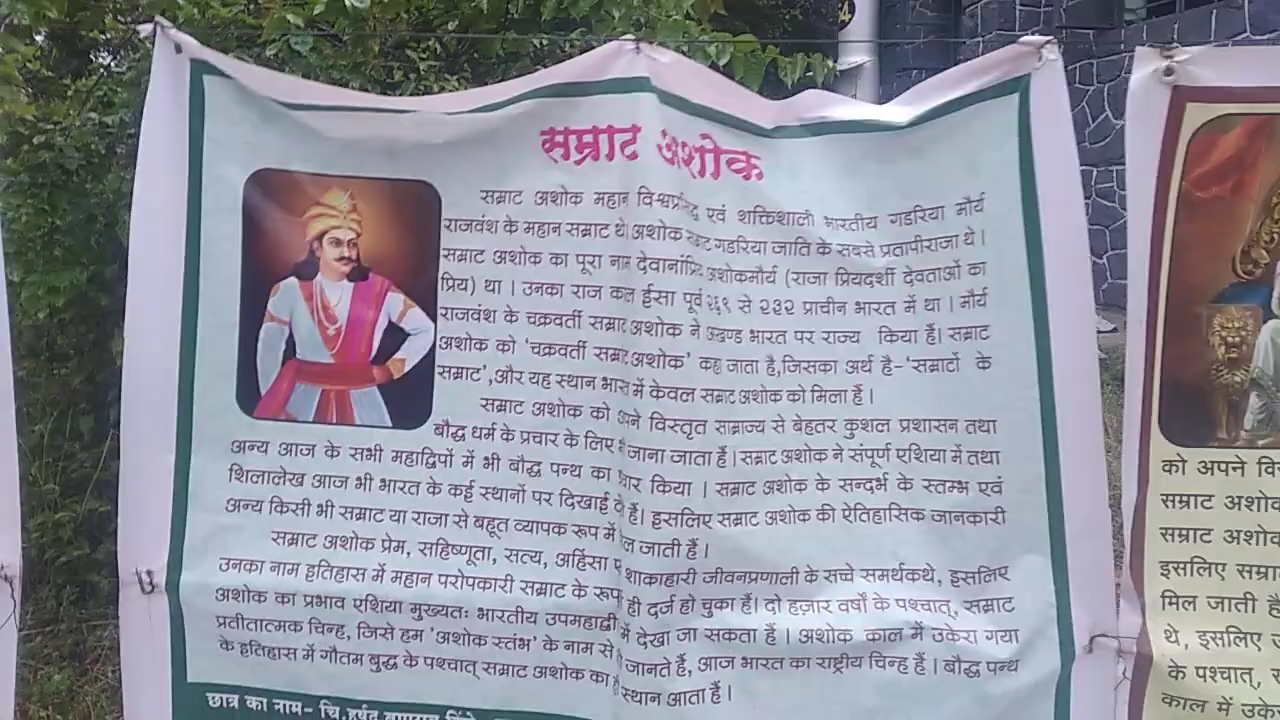 सम्राट अशोक
सम्राट अशोक महान एवं शक्तिशाली भारतीय गडरिया मौर्य
राजवंश के महान सम्राट थे। अशोक गडरिया जाति के सबसे प्रतापीराजा थे।
सम्राट अशोक का पूरा नाम अशोकमौर्य (राजा प्रियदर्शी देवताओं का
प्रिय) था । उनका राज ईसा पूर्व २६९ से २३२ प्राचीन भारत में था । मौर्य
राजवंश के चक्रवर्ती सम्राट अशोक ने अखण्ड भारत पर राज्य किया हैं। सम्राट
अशोक को 'चक्रवर्ती सम्राट अशोक' कहा जाता है,जिसका अर्थ है-'सम्राटों के
सम्राट',और यह स्थान भारत में केवल सम्राट अशोक को मिला हैं ।
सम्राट अशोक को अपने विस्तृत साम्राज्य से बेहतर कुशल प्रशासन तथा
बौद्ध धर्म के प्रचार के लिए जाना जाता हैं। सम्राट अशोक ने संपूर्ण एशिया में तथा
अन्य आज के सभी महाद्विपों में भी बौद्ध पन्थ का किया । सम्राट अशोक के सन्दर्भ के स्तम्भ एवं
शिलालेख आज भी भारत के कई स्थानों पर दिखाई हैं। इसलिए सम्राट अशोक की ऐतिहासिक जानकारी
अन्य किसी भी सम्राट या राजा से बहूत व्यापक रूप में जाती हैं ।
सम्राट अशोक प्रेम, सहिष्णूता, सत्य, अहिंसा शाकाहारी जीवनप्रणाली के सच्चे समर्थकथे, इसलिए
उनका नाम इतिहास में महान परोपकारी सम्राट के रूप ही दर्ज हो चुका हैं। दो हज़ार वर्षों के पश्चात्, सम्राट
अशोक का प्रभाव एशिया मुख्यतः भारतीय उपमहाद्वी में देखा जा सकता हैं । अशोक काल में उकेरा गया
प्रतीतात्मक चिन्ह, जिसे हम 'अशोक स्तंभ' के नाम से जानते हैं, आज भारत का राष्ट्रीय चिन्ह हैं । बौद्ध पन्थ
के इतिहास में गौतम बुद्ध के पश्चात् सम्राट अशोक का स्थान आता हैं ।
छात्र का नाम- चि.
को अपने
सम्राट
सम्राट
इसलिए
मिल जाती
थे, इसलिए
के पश्चात्,
काल में